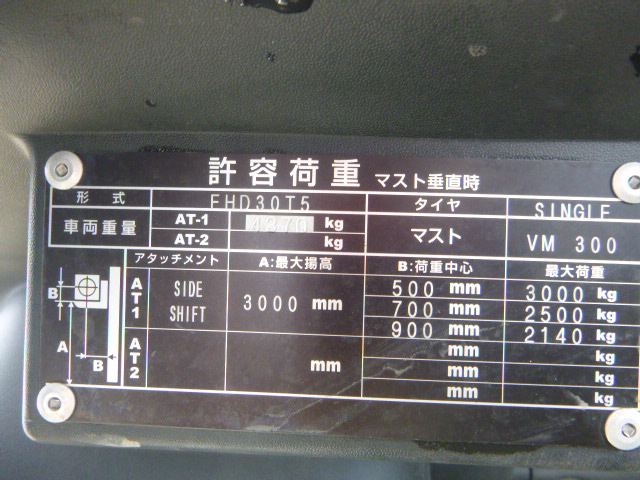 許容荷重 マスト垂直時
形式 FHD30T5 タイヤ SINGLE
車両重量 AT-1 4370 kg マスト VM 300
AT-2 kg
アタッチメント A:最大揚高 B:荷重中心 最大荷重
AT1 SIDE SHIFT 3000 mm 500 mm 3000 kg
700 mm 2500 kg
900 mm 2140 kg
AT2 mm mm kg
mm kg
mm kg
B
A
B